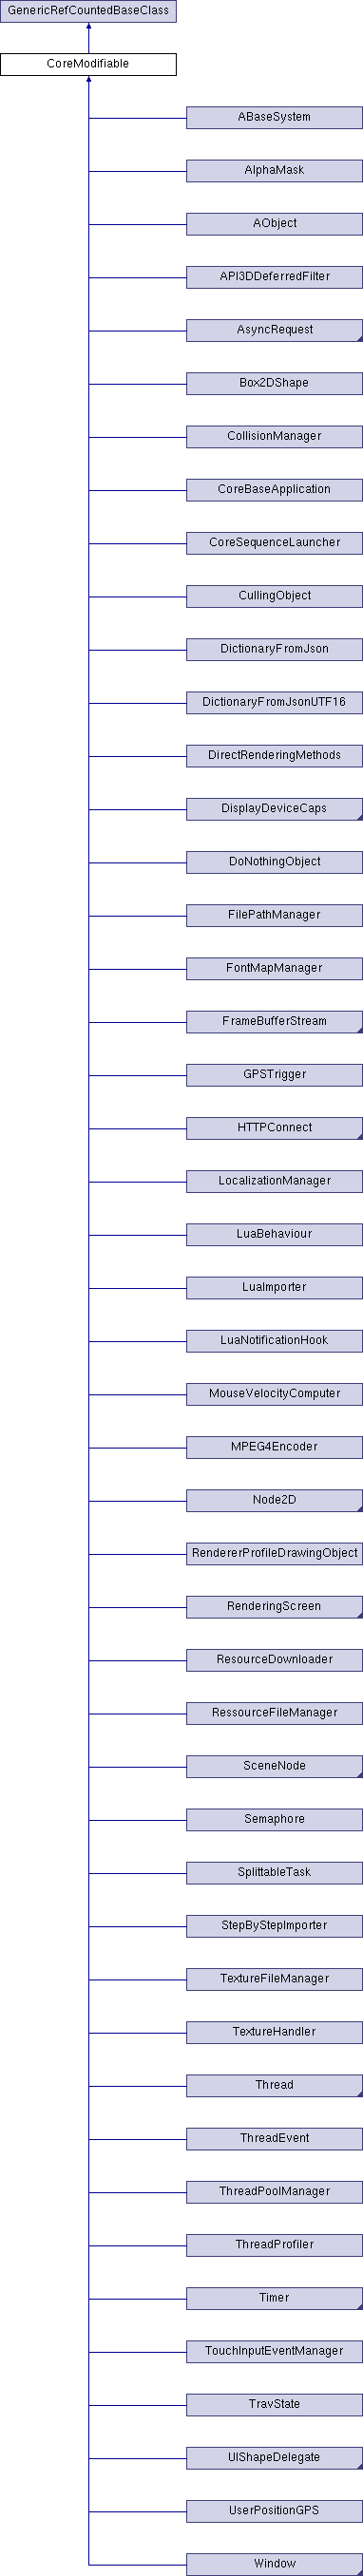 GenericRefCountedBaseClass
CoreModifiable
ABaseSystem
AlphaMask
AObject
API3DDeferredFilter
AsyncRequest
Box2DShape
CollisionManager
CoreBaseApplication
CoreSequenceLauncher
CullingObject
DictionaryFromJson
DictionaryFromJsonUTF16
DirectRenderingMethods
DisplayDeviceCaps
DoNothingObject
FilePathManager
FontMapManager
FrameBufferStream
GPSTrigger
HTTPConnect
LocalizationManager
LuaBehaviour
LuaImporter
LuaNotificationHook
MouseVelocityComputer
MPEG4Encoder
Node2D
RendererProfileDrawingObject
RenderingScreen
ResourceDownloader
RessourceFileManager
SceneNode
Semaphore
SplittableTask
StepByStepImporter
TextureFileManager
TextureHandler
Thread
ThreadEvent
ThreadPoolManager
ThreadProfiler
Timer
TouchInputEventManager
TravState
UIShapeDelegate
UserPositionGPS
Window